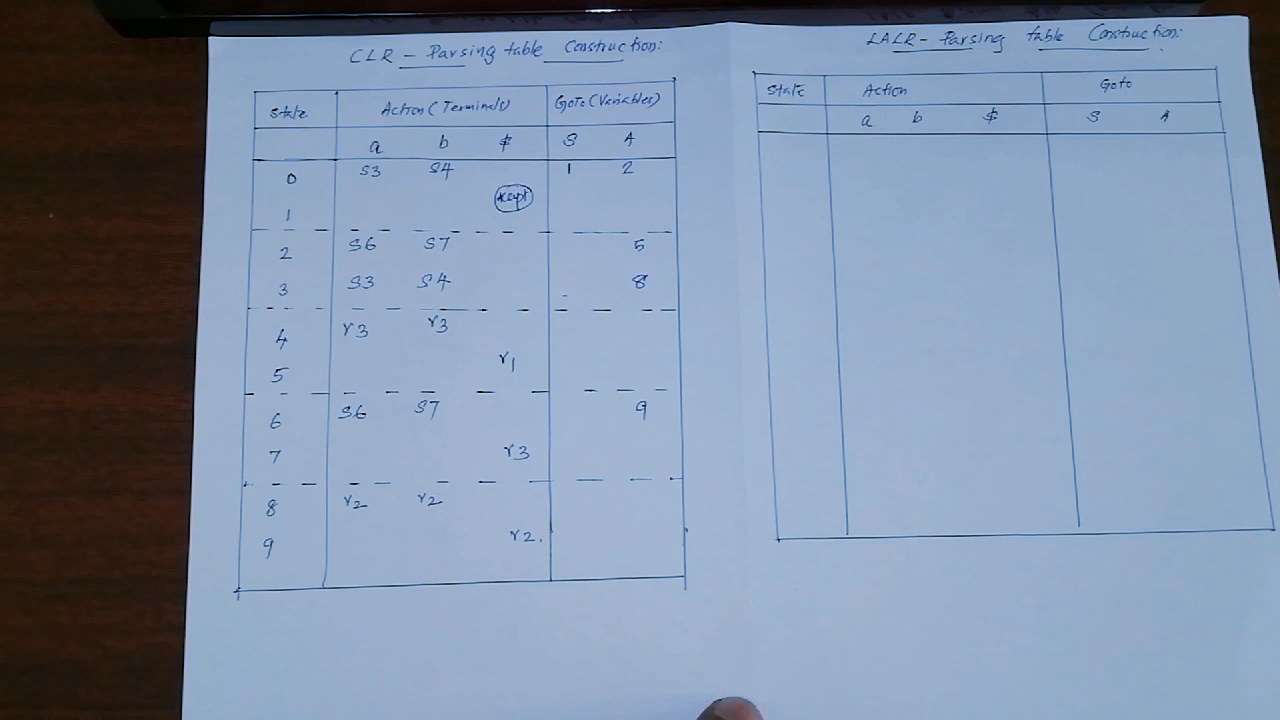 CLR - Parsing table Construction:
State Action (Terminals) Goto (Variables)
a b $ S A
0 S3 S4 1 2
1 Accept
2 S6 S7 5
3 S3 S4 8
4 r3 r3
5 r1
6 S6 S7 9
7 r3
8 r2 r2
9 r2.
LALR - Parsing table Construction:
State Action Goto
a b $ S A